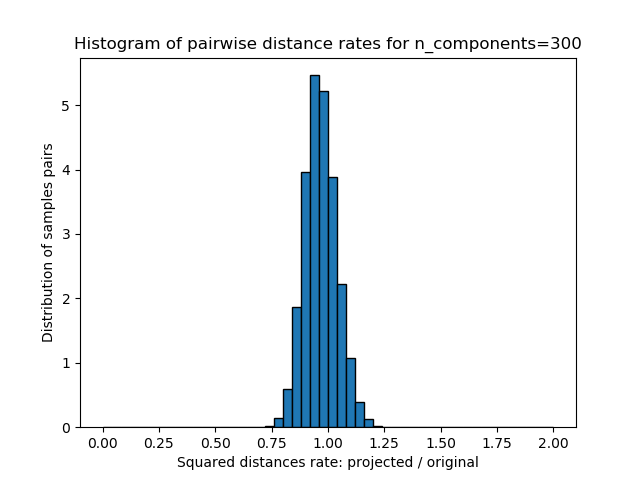 Histogram of pairwise distance rates for n_components=300
Distribution of samples pairs
5
4
3
2
1
0
0.00 0.25 0.50 0.75 1.00 1.25 1.50 1.75 2.00
Squared distances rate: projected / original